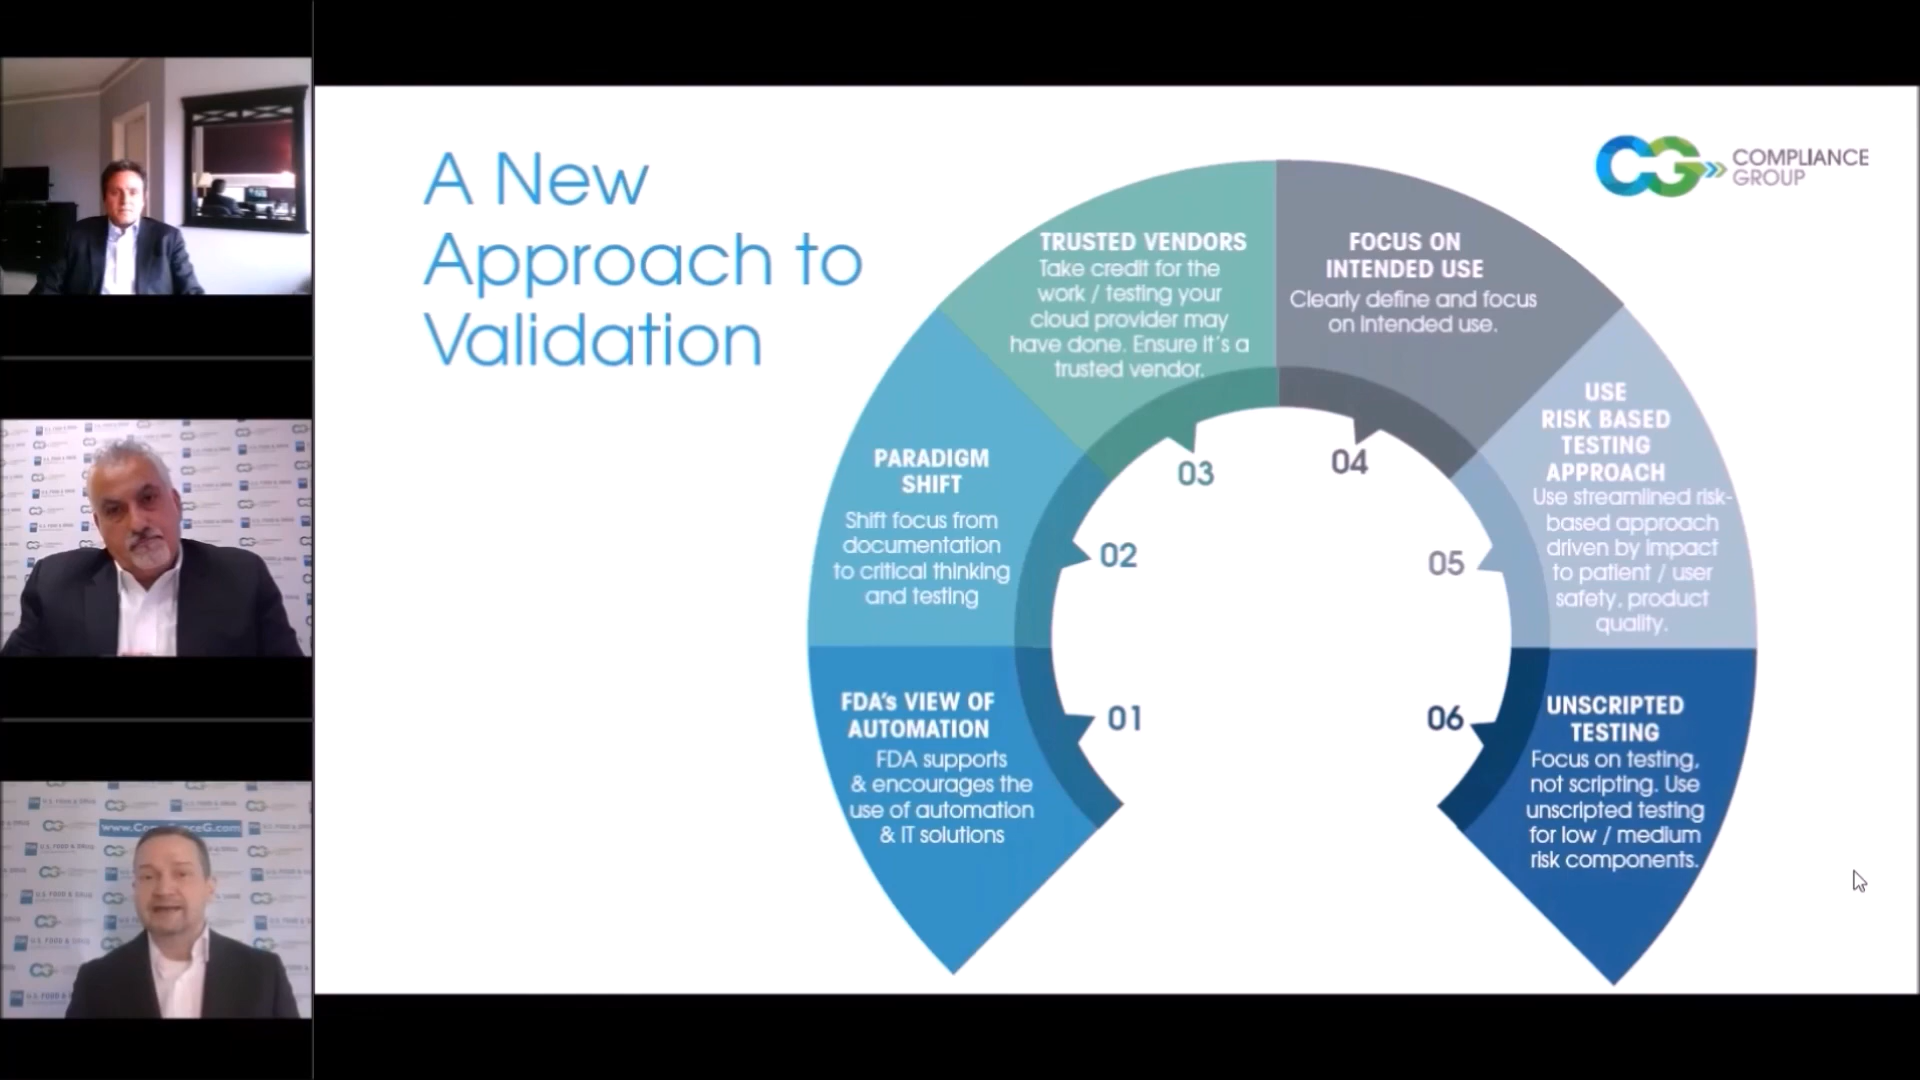 A New
Approach to
Validation
COMPLIANCE
GROUP
FDA's VIEW OF
AUTOMATION
FDA supports
& encourages the
use of automation
& IT solutions
01
PARADIGM
SHIFT
Shift focus from
documentation
to critical thinking
and testing
02
TRUSTED VENDORS
Take credit for the
work / testing your
cloud provider may
have done. Ensure it's a
trusted vendor.
03
FOCUS ON
INTENDED USE
Clearly define and focus
on intended use.
04
USE
RISK BASED
TESTING
APPROACH
Use streamlined risk-
based approach
driven by impact
to patient / user
safety, product
quality.
05
UNSCRIPTED
TESTING
Focus on testing,
not scripting. Use
unscripted testing
for low / medium
risk components.
06
U.S. FOOD & DRUG